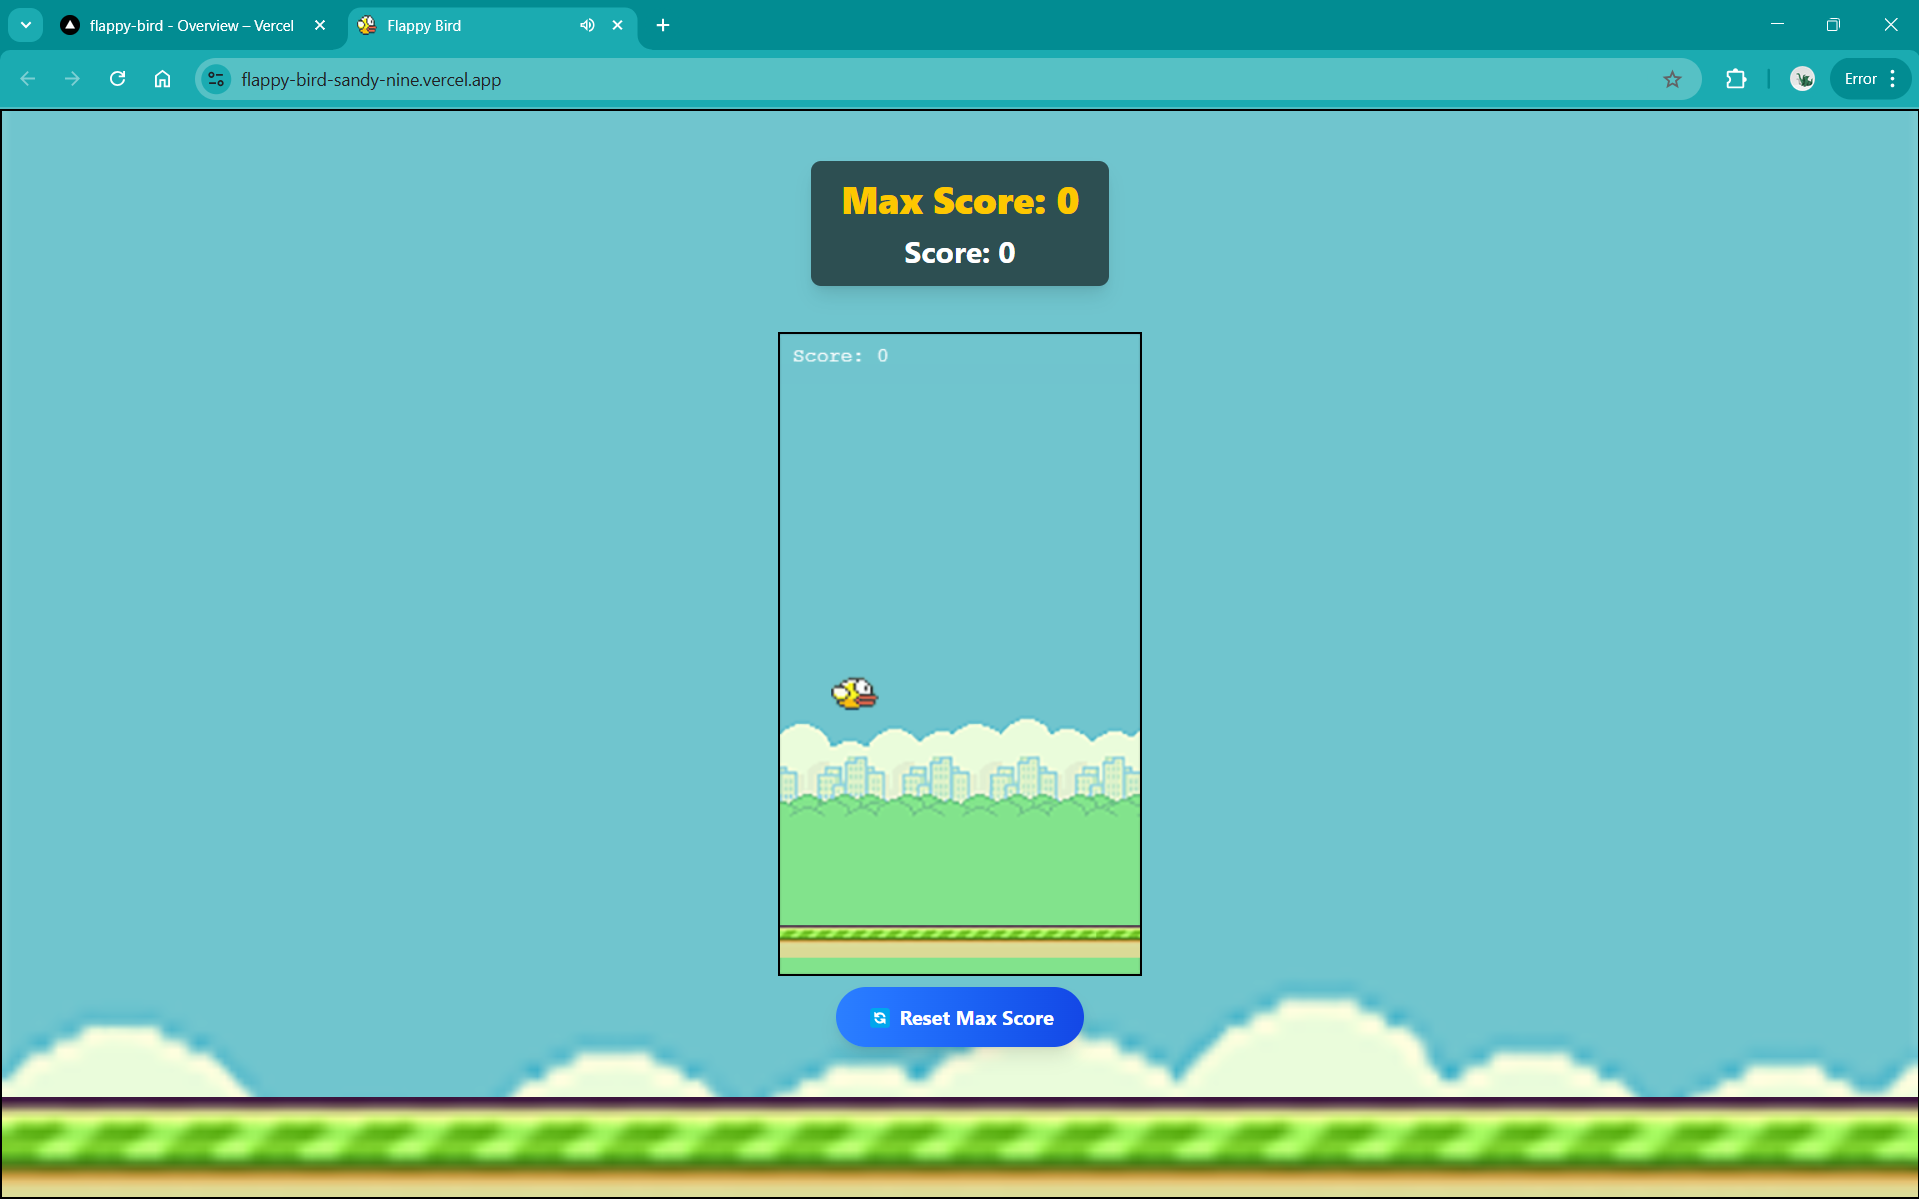 flappy-bird - Overview – Vercel
Flappy Bird
flappy-bird-sandy-nine.vercel.app
Error
Max Score: 0
Score: 0
Score: 0
Reset Max Score